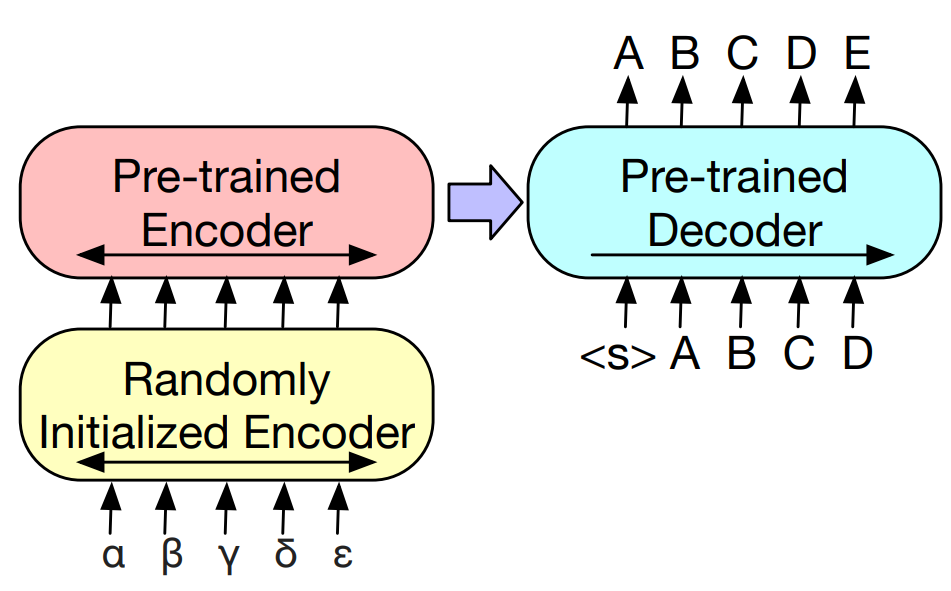 A B C D E
Pre-trained
Encoder
Pre-trained
Decoder
<s> A B C D
Randomly
Initialized Encoder
α β γ δ ε